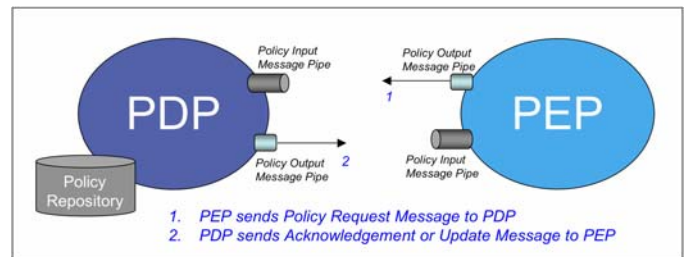 Policy Input
Message Pipe
Policy Output
Message Pipe
1
PDP
PEP
2
Policy Output
Message Pipe
Policy Input
Message Pipe
Policy
Repository
1. PEP sends Policy Request Message to PDP
2. PDP sends Acknowledgement or Update Message to PEP